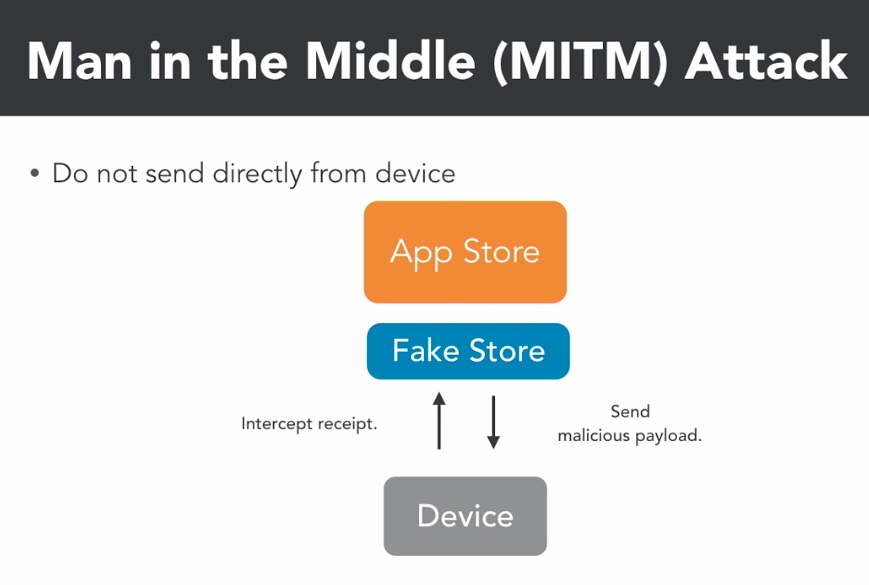 Man in the Middle (MITM) Attack
• Do not send directly from device
App Store
Fake Store
Intercept receipt.
Send
malicious payload.
Device